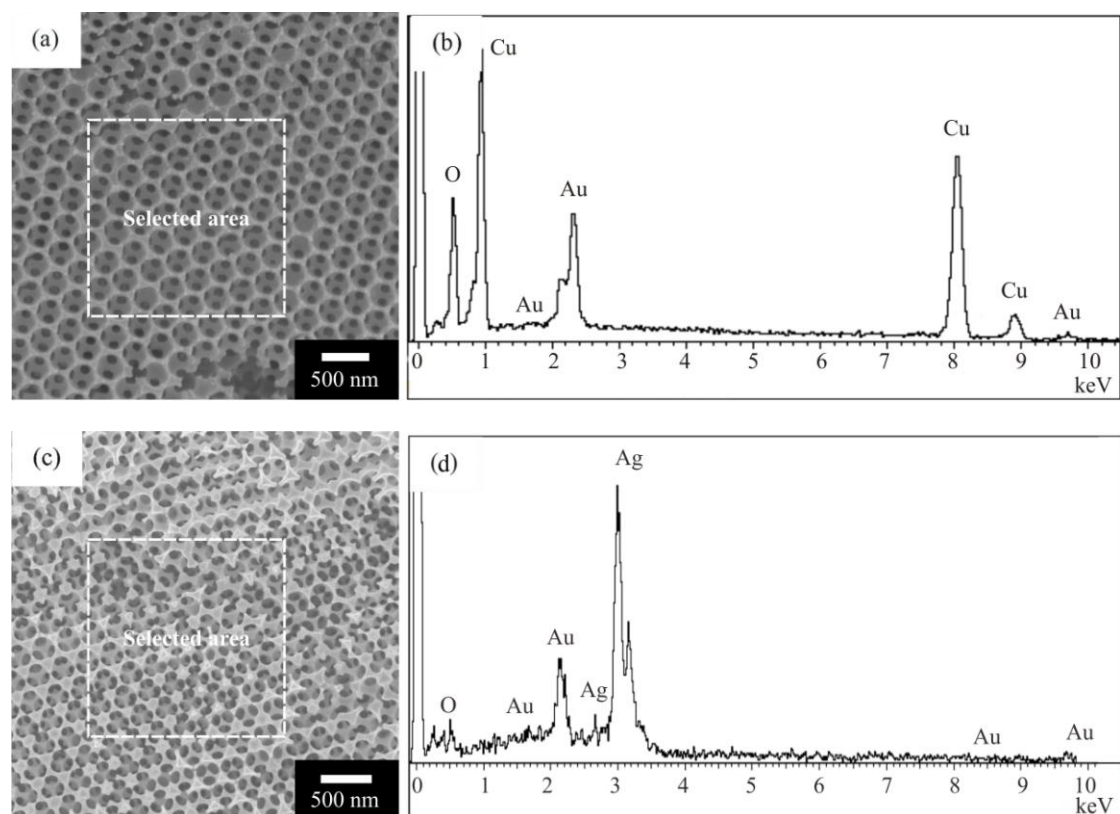 (a)
Selected area
500 nm
(b)
Cu
O
Au
Au
Cu
Cu
Au
0 1 2 3 4 5 6 7 8 9 10
keV
(c)
Selected area
500 nm
(d)
Ag
Au
O
Au
Ag
Au
Au
0 1 2 3 4 5 6 7 8 9 10
keV